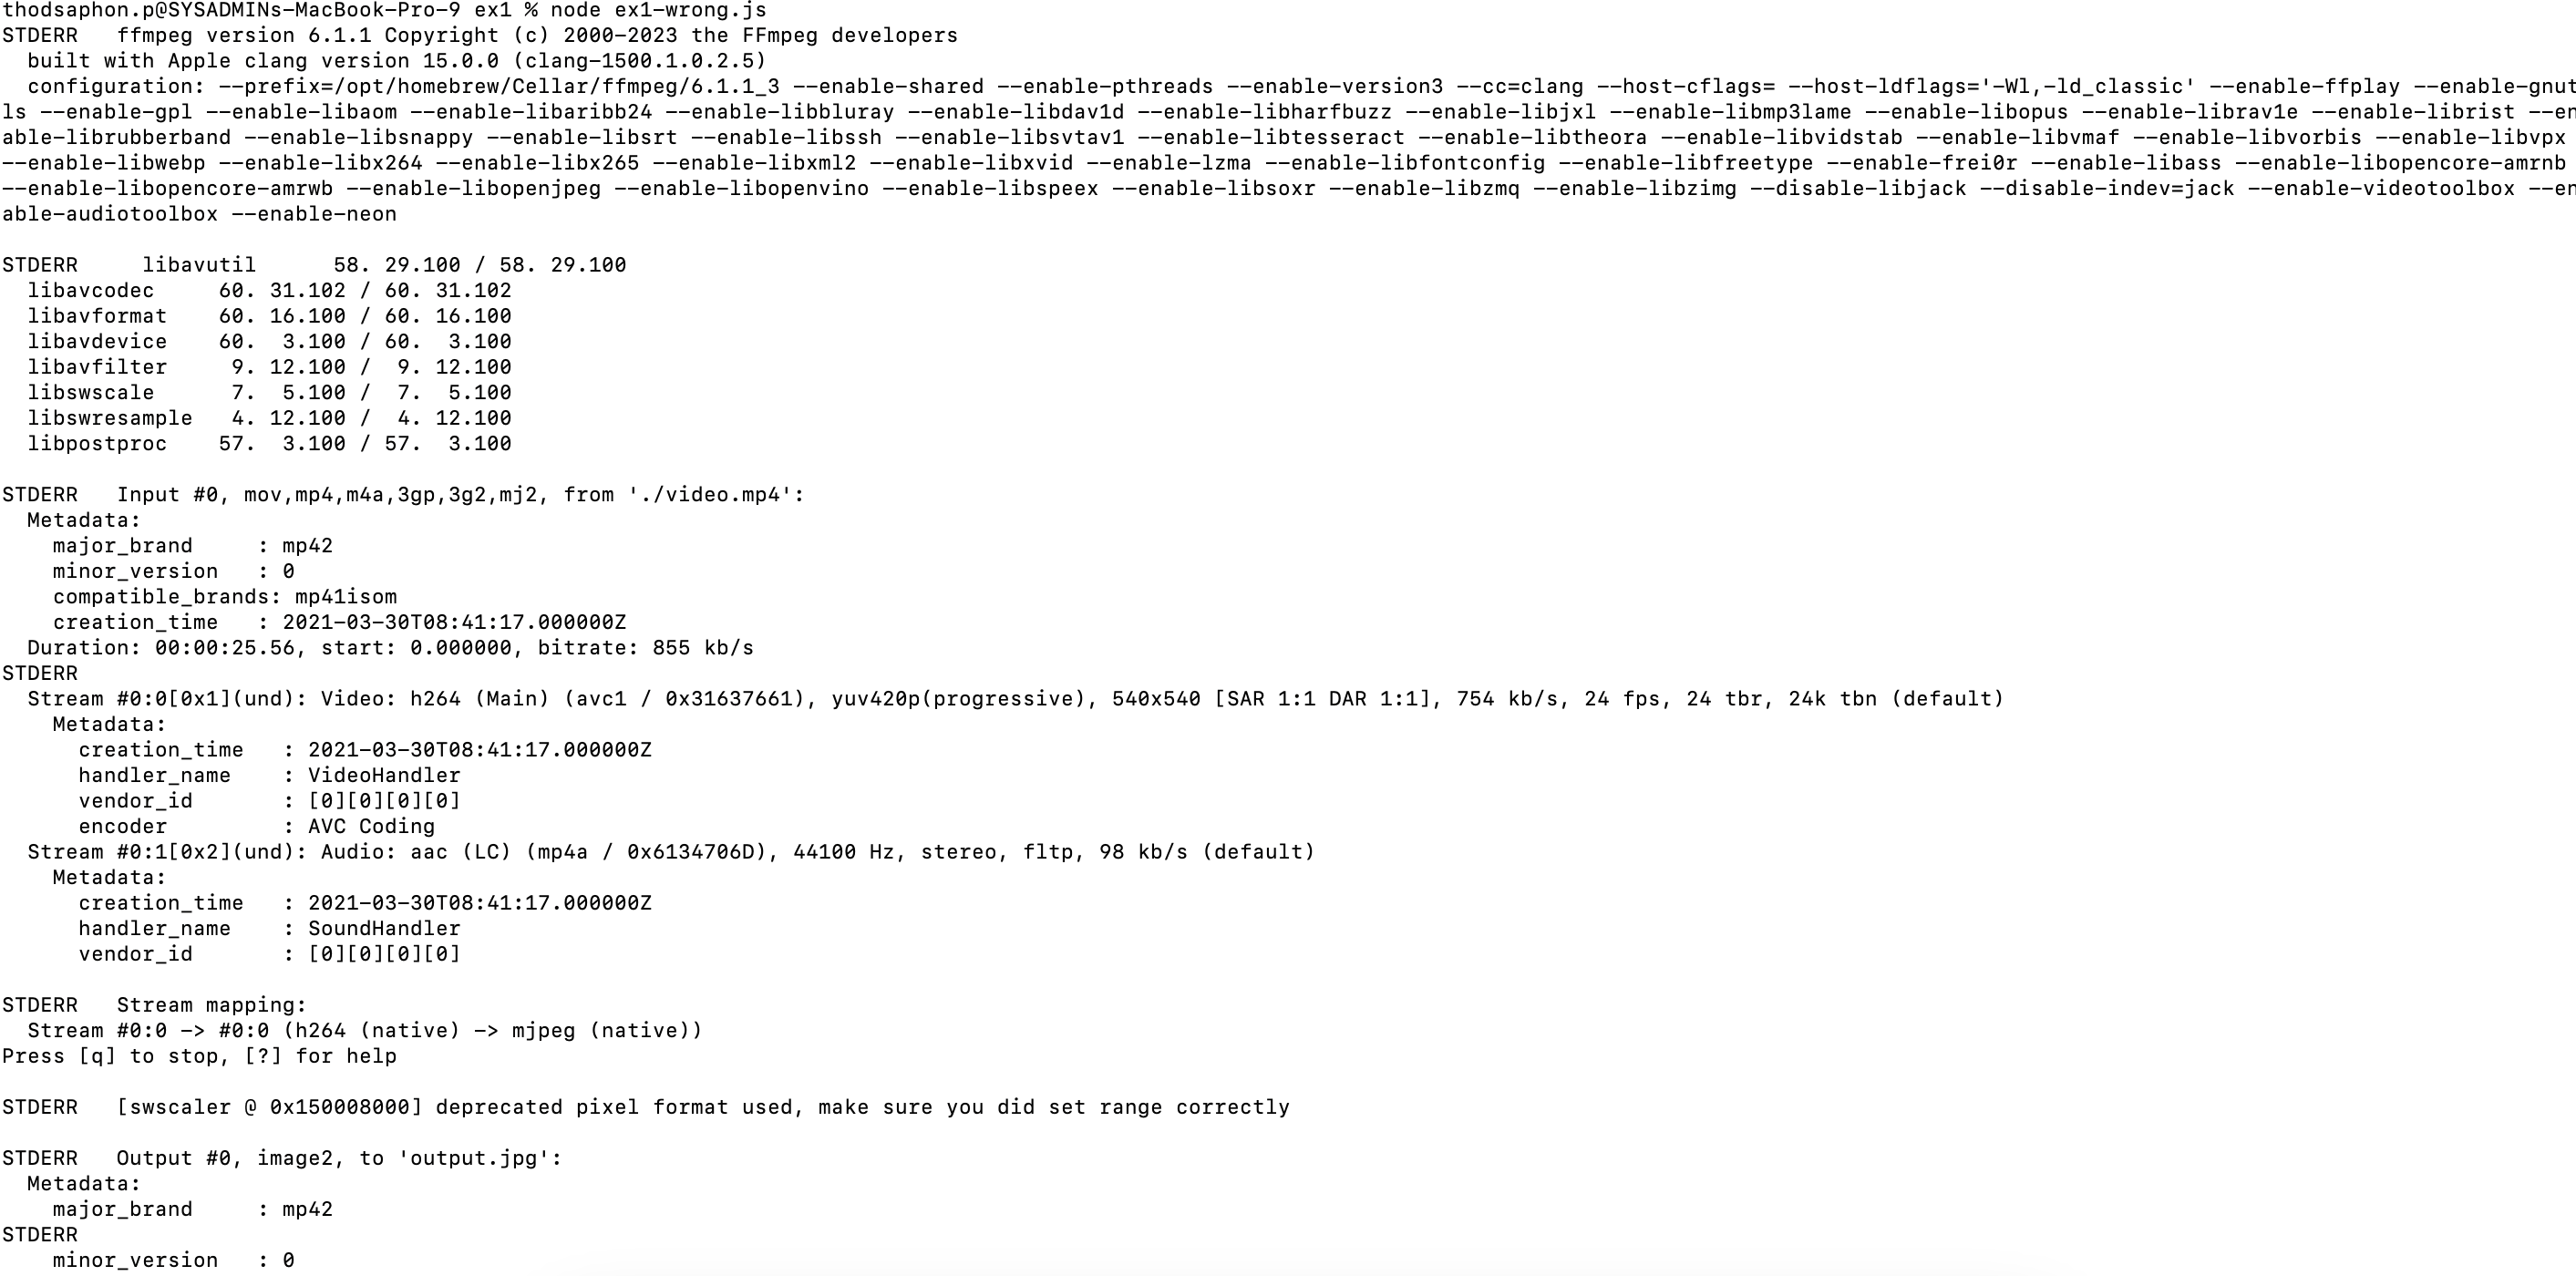 thodsaphon.p@SYSADMINs-MacBook-Pro-9 ex1 % node ex1-wrong.js
STDERR   ffmpeg version 6.1.1 Copyright (c) 2000-2023 the FFmpeg developers
  built with Apple clang version 15.0.0 (clang-1500.1.0.2.5)
  configuration: --prefix=/opt/homebrew/Cellar/ffmpeg/6.1.1_3 --enable-shared --enable-pthreads --enable-version3 --cc=clang --host-cflags= --host-ldflags='-Wl,-ld_classic' --enable-ffplay --enable-gnut
ls --enable-gpl --enable-libaom --enable-libaribb24 --enable-libbluray --enable-libdav1d --enable-libharfbuzz --enable-libjxl --enable-libmp3lame --enable-libopus --enable-librav1e --enable-librist --en
able-librubberband --enable-libsnappy --enable-libsrt --enable-libssh --enable-libsvtav1 --enable-libtesseract --enable-libtheora --enable-libvidstab --enable-libvmaf --enable-libvorbis --enable-libvpx
--enable-libwebp --enable-libx264 --enable-libx265 --enable-libxml2 --enable-libxvid --enable-lzma --enable-libfontconfig --enable-libfreetype --enable-frei0r --enable-libass --enable-libopencore-amrnb
--enable-libopencore-amrwb --enable-libopenjpeg --enable-libopenvino --enable-libspeex --enable-libsoxr --enable-libzmq --enable-libzimg --disable-libjack --disable-indev=jack --enable-videotoolbox --en
able-audiotoolbox --enable-neon
STDERR     libavutil      58. 29.100 / 58. 29.100
  libavcodec     60. 31.102 / 60. 31.102
  libavformat    60. 16.100 / 60. 16.100
  libavdevice    60.  3.100 / 60.  3.100
  libavfilter     9. 12.100 /  9. 12.100
  libswscale      7.  5.100 /  7.  5.100
  libswresample   4. 12.100 /  4. 12.100
  libpostproc    57.  3.100 / 57.  3.100
STDERR   Input #0, mov,mp4,m4a,3gp,3g2,mj2, from './video.mp4':
  Metadata:
    major_brand     : mp42
    minor_version   : 0
    compatible_brands: mp41isom
    creation_time   : 2021-03-30T08:41:17.000000Z
  Duration: 00:00:25.56, start: 0.000000, bitrate: 855 kb/s
STDERR
  Stream #0:0[0x1](und): Video: h264 (Main) (avc1 / 0x31637661), yuv420p(progressive), 540x540 [SAR 1:1 DAR 1:1], 754 kb/s, 24 fps, 24 tbr, 24k tbn (default)
    Metadata:
      creation_time   : 2021-03-30T08:41:17.000000Z
      handler_name    : VideoHandler
      vendor_id       : [0][0][0][0]
      encoder         : AVC Coding
  Stream #0:1[0x2](und): Audio: aac (LC) (mp4a / 0x6134706D), 44100 Hz, stereo, fltp, 98 kb/s (default)
    Metadata:
      creation_time   : 2021-03-30T08:41:17.000000Z
      handler_name    : SoundHandler
      vendor_id       : [0][0][0][0]
STDERR   Stream mapping:
  Stream #0:0 -> #0:0 (h264 (native) -> mjpeg (native))
Press [q] to stop, [?] for help
STDERR   [swscaler @ 0x150008000] deprecated pixel format used, make sure you did set range correctly
STDERR   Output #0, image2, to 'output.jpg':
  Metadata:
    major_brand     : mp42
STDERR
    minor_version   : 0